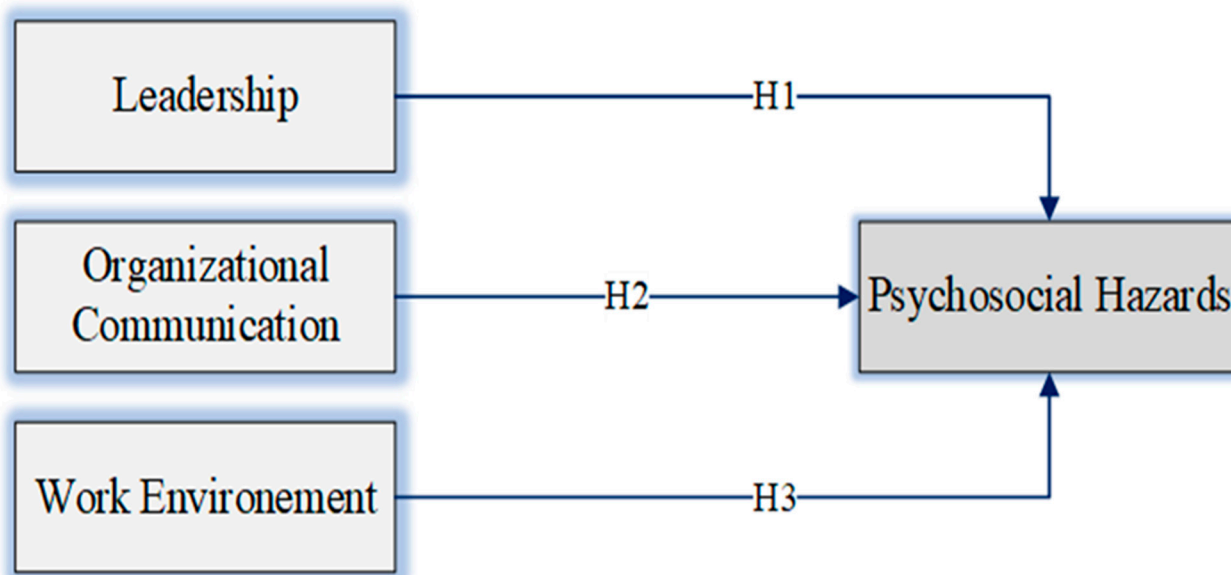 Leadership
H1
Organizational
Communication
H2
Psychosocial Hazards
Work Environement
H3